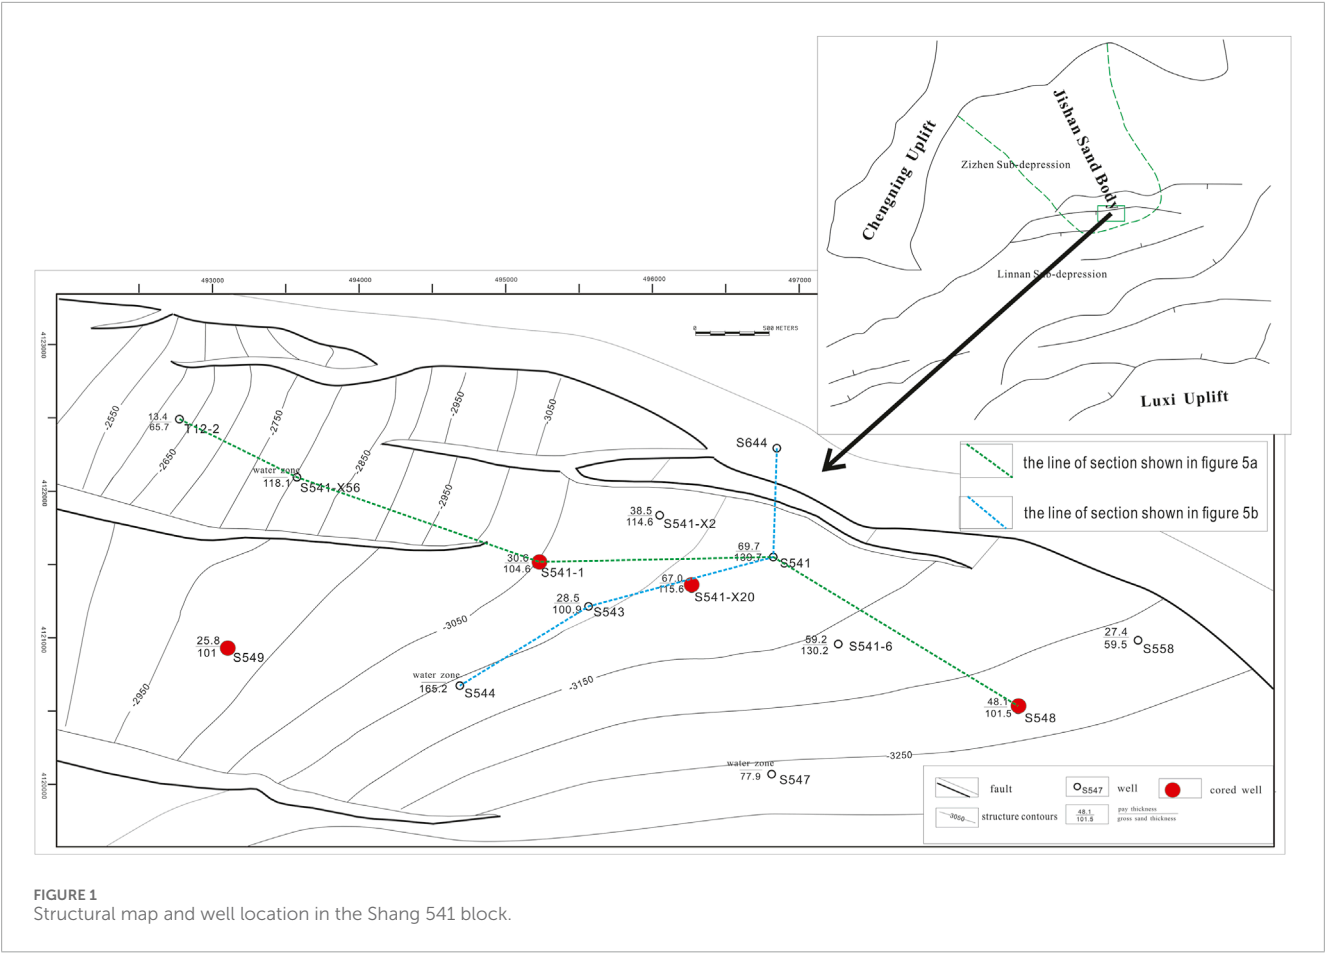 Chengning Uplift
Jishan Sand Body
Zizhen Sub-depression
Linnan Sub-depression
Luxi Uplift
493000
494000
495000
496000
497000
4123000
4122000
4121000
4120000
0 500 METERS
the line of section shown in figure 5a
the line of section shown in figure 5b
-2550
-2650
-2750
-2850
-2950
-2950
-3050
-3050
-2950
-3150
-3250
13.4
65.7
T12-2
water zone
118.1
S541-X56
S644
38.5
114.6
S541-X2
69.7
139.7
S541
30.6
104.6
S541-1
67.0
115.6
S541-X20
28.5
100.9
S543
25.8
101
S549
water zone
165.2
S544
59.2
130.2
S541-6
27.4
59.5
S558
48.1
101.5
S548
water zone
77.9
S547
fault
S547
well
cored well
-3050-
structure contours
48.1
101.5
pay thickness
gross sand thickness
FIGURE 1
Structural map and well location in the Shang 541 block.